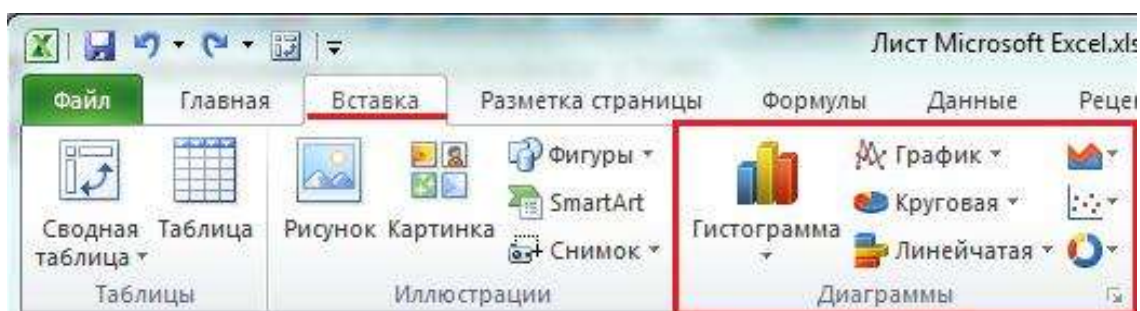 Лист Microsoft Excel.xls
Файл Главная Вставка Разметка страницы Формулы Данные Рецен
Сводная таблица
Таблица
Рисунок
Картинка
Фигуры
SmartArt
Снимок
Гистограмма
График
Круговая
Линейчатая
Таблицы Иллюстрации Диаграммы